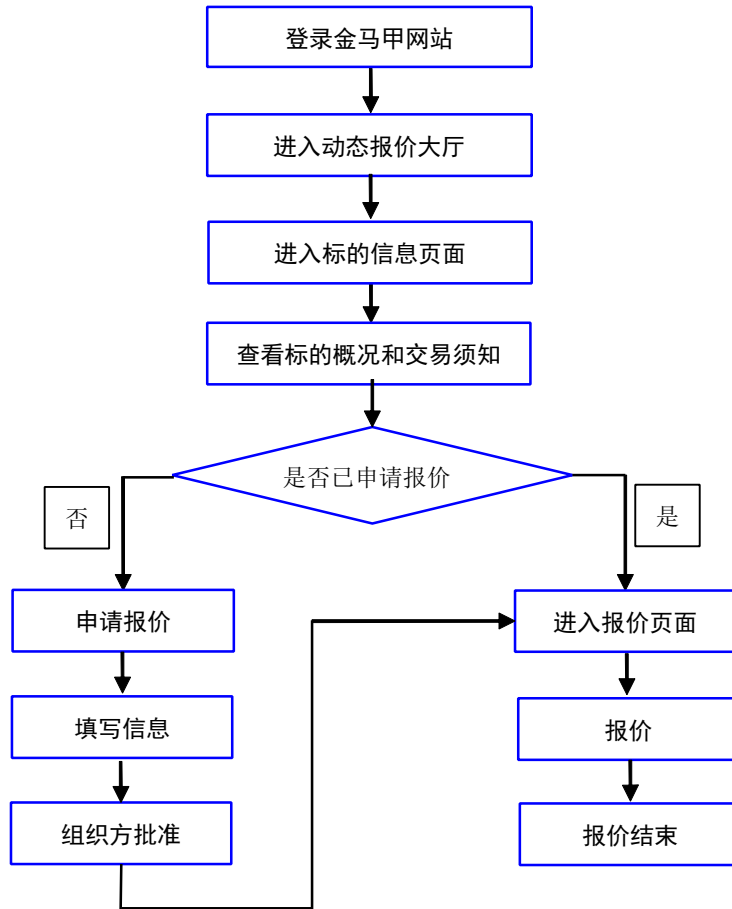 登录金马甲网站
进入动态报价大厅
进入标的信息页面
查看标的概况和交易须知
是否已申请报价
否
是
申请报价
进入报价页面
填写信息
报价
组织方批准
报价结束